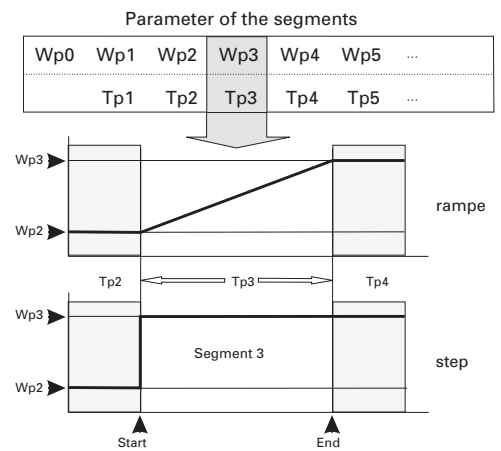 Parameter of the segments
Wp0 Wp1 Wp2 Wp3 Wp4 Wp5 ...
Tp1 Tp2 Tp3 Tp4 Tp5 ...
Wp3
rampe
Wp2
Tp2 Tp3 Tp4
Wp3
Segment 3
step
Wp2
Start End